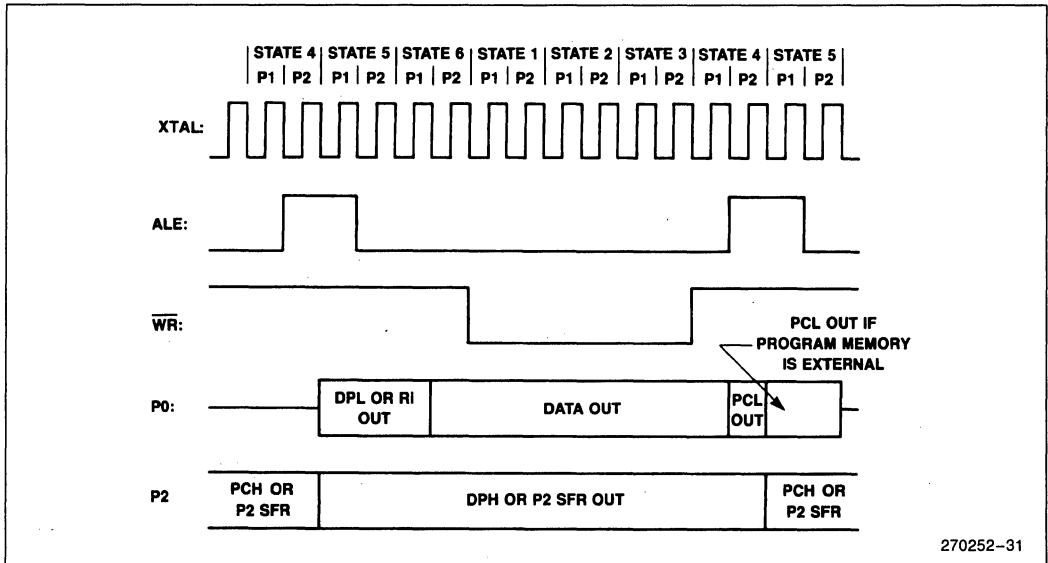 STATE 4 | STATE 5 | STATE 6 | STATE 1 | STATE 2 | STATE 3 | STATE 4 | STATE 5
P1 | P2 | P1 | P2 | P1 | P2 | P1 | P2 | P1 | P2 | P1 | P2 | P1 | P2 | P1 | P2
XTAL:
ALE:
WR:
PCL OUT IF
PROGRAM MEMORY
IS EXTERNAL
P0:
DPL OR RI
OUT
DATA OUT
PCL
OUT
P2
PCH OR
P2 SFR
DPH OR P2 SFR OUT
PCH OR
P2 SFR
270252-31